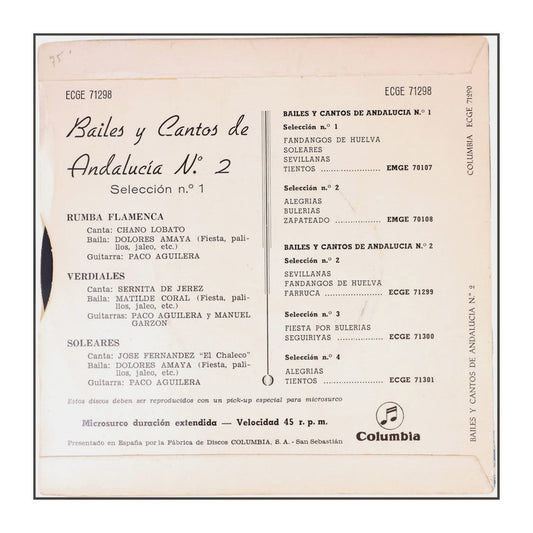 75
ECGE 71298
ECGE 71298
Bailes y Cantos de
Andalucía N.º 2
Selección n.º 1
RUMBA FLAMENCA
Canta: CHANO LOBATO
Baila: DOLORES AMAYA (Fiesta, pali-
llos, jaleo, etc.)
Guitarra: PACO AGUILERA
VERDIALES
Canta: SERNITA DE JEREZ
Baila: MATILDE CORAL (Fiesta, pali-
llos, jaleo, etc.)
Guitarras: PACO AGUILERA y MANUEL
GARZON
SOLEARES
Canta: JOSE FERNANDEZ "El Chaleco"
Baila: DOLORES AMAYA (Fiesta, pali-
llos, jaleo, etc.)
Guitarra: PACO AGUILERA
BAILES Y CANTOS DE ANDALUCIA N.º 1
Selección n.º 1
FANDANGOS DE HUELVA
SOLEARES
SEVILLANAS
TIENTOS ..................... EMGE 70107
Selección n.º 2
ALEGRIAS
BULERIAS
ZAPATEADO .................. EMGE 70108
BAILES Y CANTOS DE ANDALUCIA N.º 2
Selección n.º 2
SEVILLANAS
FANDANGOS DE HUELVA
FARRUCA ..................... ECGE 71299
Selección n.º 3
FIESTA POR BULERIAS
SEGUIRIYAS .................. ECGE 71300
Selección n.º 4
ALEGRIAS
TIENTOS ..................... ECGE 71301
Estos discos deben ser reproducidos con un pick-up especial para microsurco
Microsurco duración extendida — Velocidad 45 r. p. m.
Presentado en España por la Fábrica de Discos COLUMBIA, S. A. - San Sebastián
Columbia
COLUMBIA ECGE 71290
BAILES Y CANTOS DE ANDALUCIA N.º 2